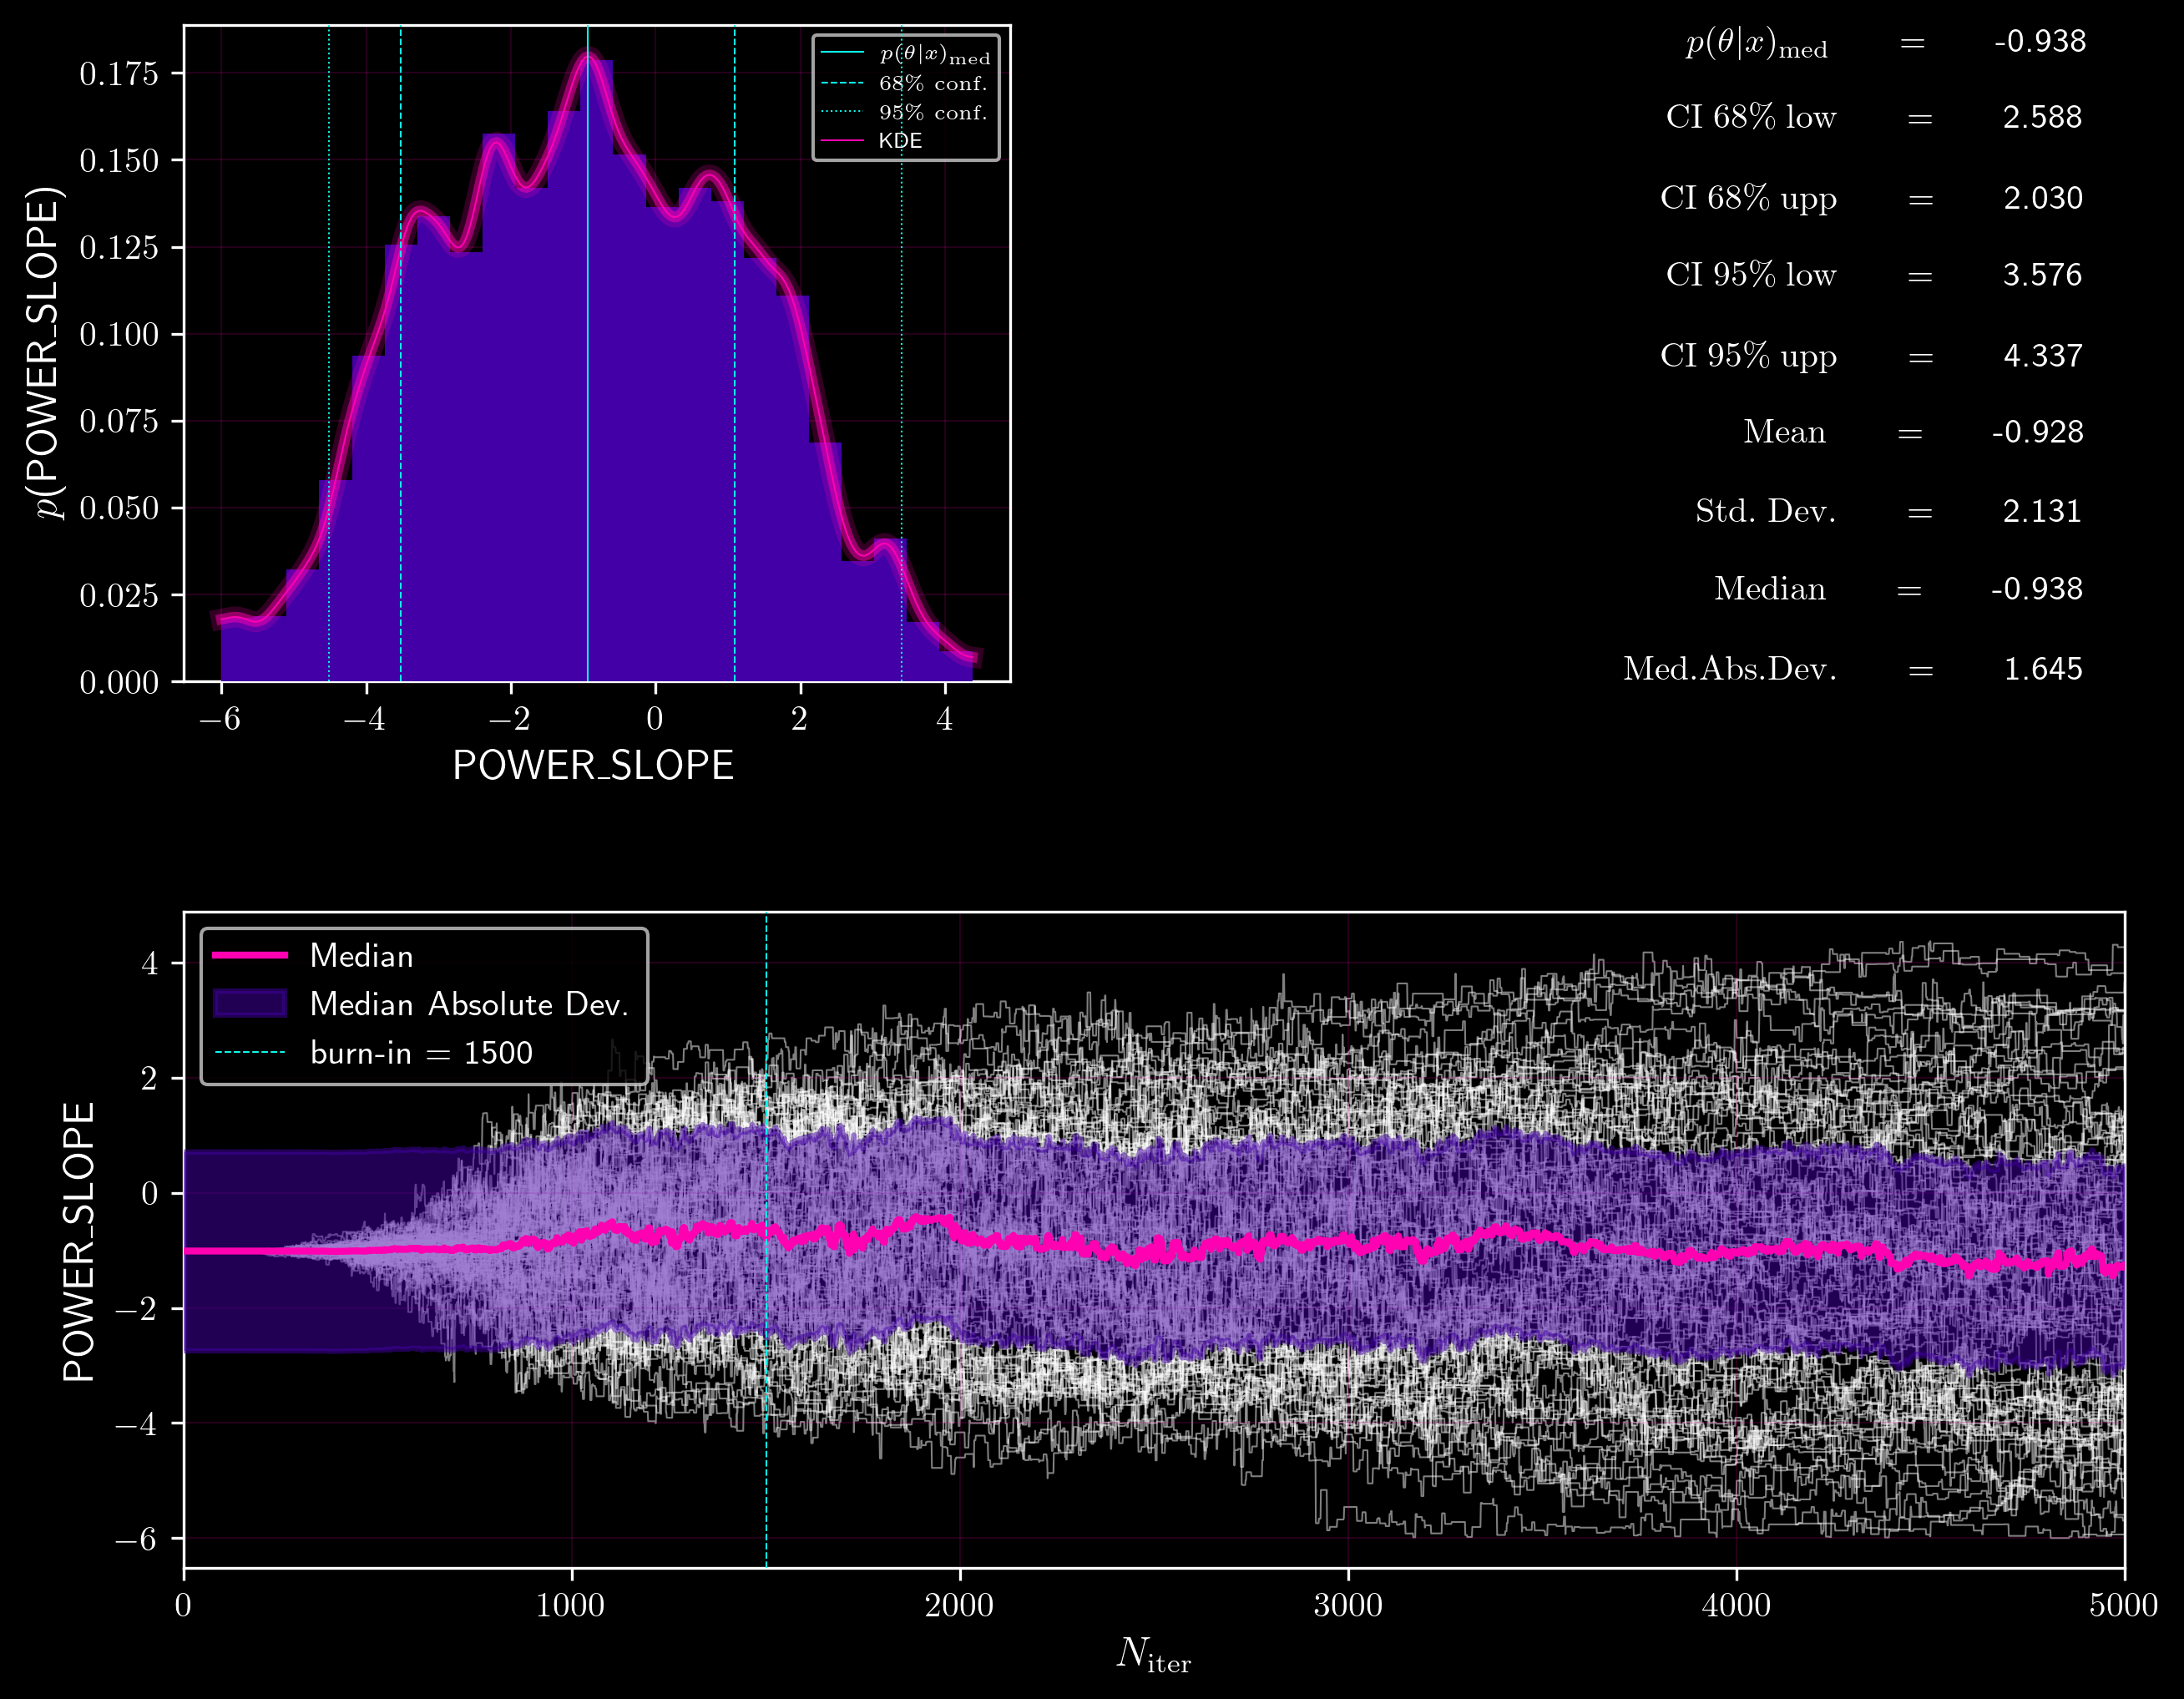 p(POWER_SLOPE)
0.175
0.150
0.125
0.100
0.075
0.050
0.025
0.000
p(θ|x)med
68% conf.
95% conf.
KDE
−6 −4 −2 0 2 4
POWER_SLOPE
p(θ|x)med = -0.938
CI 68% low = 2.588
CI 68% upp = 2.030
CI 95% low = 3.576
CI 95% upp = 4.337
Mean = -0.928
Std. Dev. = 2.131
Median = -0.938
Med.Abs.Dev. = 1.645
POWER_SLOPE
4
2
0
−2
−4
−6
Median
Median Absolute Dev.
burn-in = 1500
0 1000 2000 3000 4000 5000
Niter